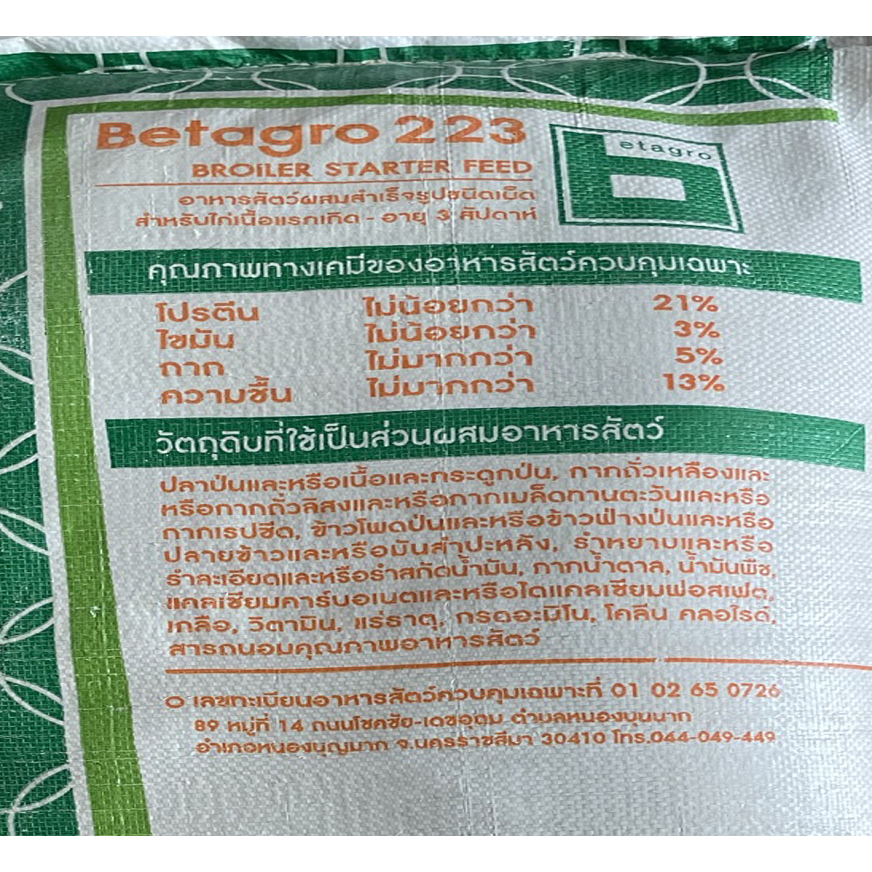 Betagro 223
etagro
BROILER STARTER FEED
อาหารสัตว์ผสมสำเร็จรูปชนิดเม็ด
สำหรับไก่เนื้อแรกเกิด - อายุ 3 สัปดาห์
คุณภาพทางเคมีของอาหารสัตว์ควบคุมเฉพาะ
โปรตีน ไม่น้อยกว่า 21%
ไขมัน ไม่น้อยกว่า 3%
กาก ไม่มากกว่า 5%
ความชื้น ไม่มากกว่า 13%
วัตถุดิบที่ใช้เป็นส่วนผสมอาหารสัตว์
ปลาป่นและหรือเนื้อและกระดูกป่น, กากถั่วเหลืองและ
หรือกากถั่วลิสงและหรือกากเมล็ดทานตะวันและหรือ
กากเรปซีด, ข้าวโพดป่นและหรือข้าวฟ่างป่นและหรือ
ปลายข้าวและหรือมันสำปะหลัง, รำหยาบและหรือ
รำละเอียดและหรือรำสกัดน้ำมัน, กากน้ำตาล, น้ำมันพืช,
แคลเซียมคาร์บอเนตและหรือไดแคลเซียมฟอสเฟต,
เกลือ, วิตามิน, แร่ธาตุ, กรดอะมิโน, โคลีน คลอไรด์,
สารถนอมคุณภาพอาหารสัตว์
เลขทะเบียนอาหารสัตว์ควบคุมเฉพาะที่ 01 02 65 0726
89 หมู่ที่ 14 ถนนโชคชัย-เดชอุดม ตำบลหนองบุนนาก
อำเภอหนองบุญมาก จ.นครราชสีมา 30410 โทร.044-049-449